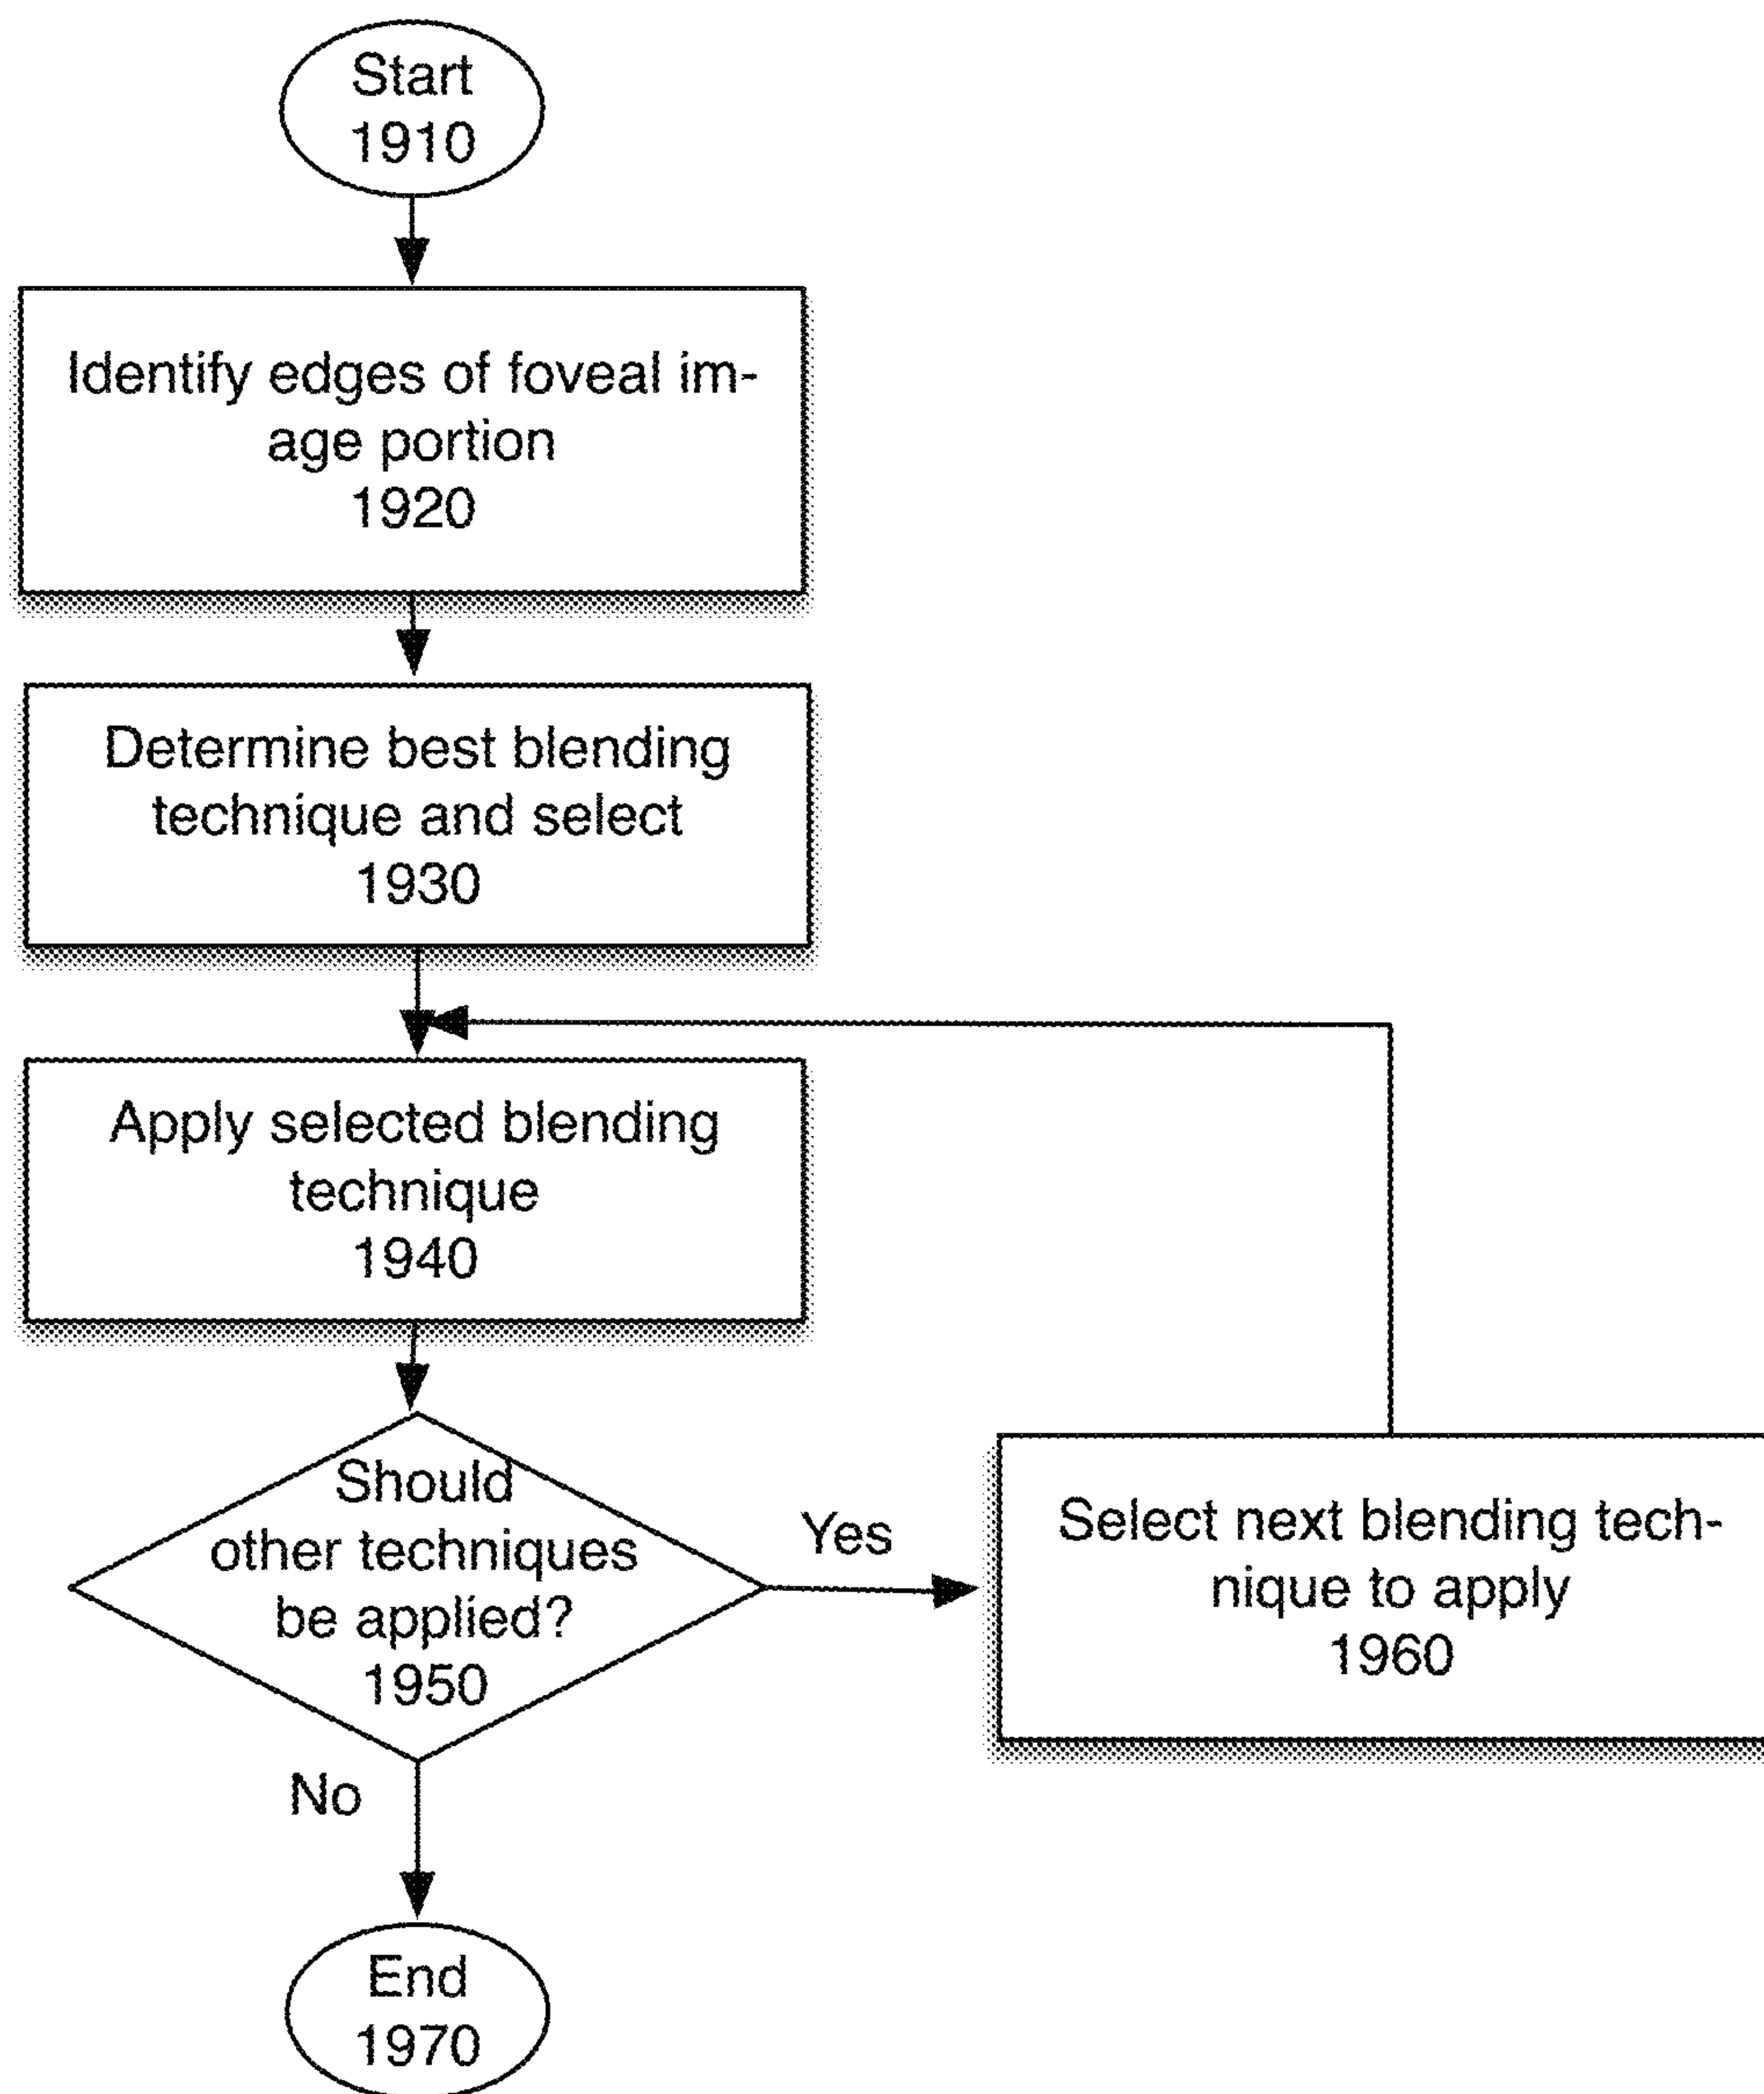 Start
1910
Identify edges of foveal im-
age portion
1920
Determine best blending
technique and select
1930
Apply selected blending
technique
1940
Should
other techniques
be applied?
1950
Yes
Select next blending tech-
nique to apply
1960
No
End
1970